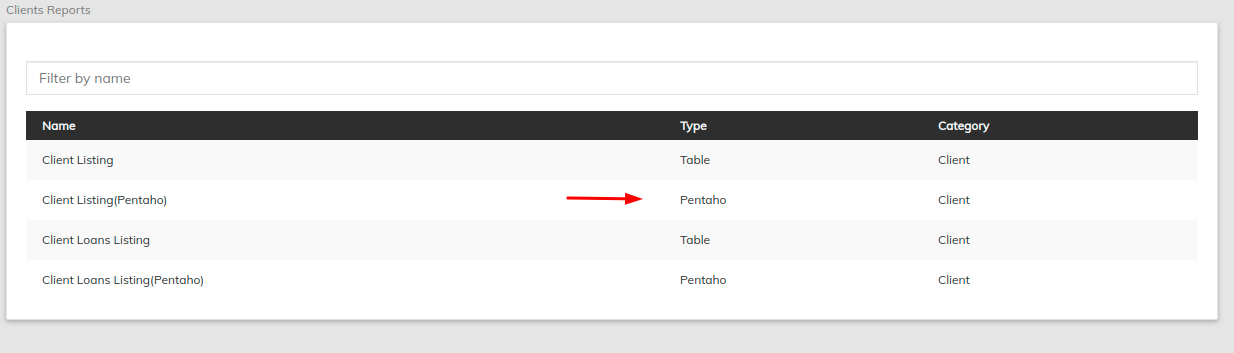 Clients Reports
Filter by name
Name Type Category
Client Listing Table Client
Client Listing(Pentaho) Pentaho Client
Client Loans Listing Table Client
Client Loans Listing(Pentaho) Pentaho Client